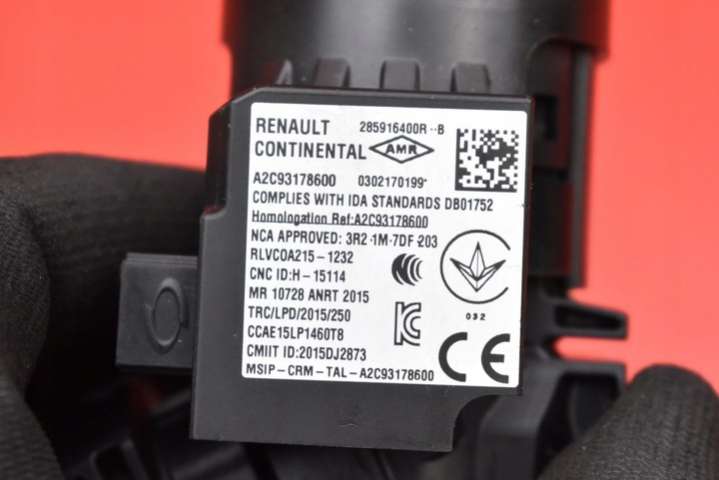 RENAULT 285916400R--B
CONTINENTAL AMR
A2C93178600 0302170199*
COMPLIES WITH IDA STANDARDS DB01752
Homologation Ref:A2C93178600
NCA APPROVED: 3R2-1M-7DF-203
RLVCOA215-1232
CNC ID:H-15114
MR 10728 ANRT 2015
TRC/LPD/2015/250
032
CCAE15LP1460T8
CMIIT ID:2015DJ2873
CE
MSIP-CRM-TAL-A2C93178600